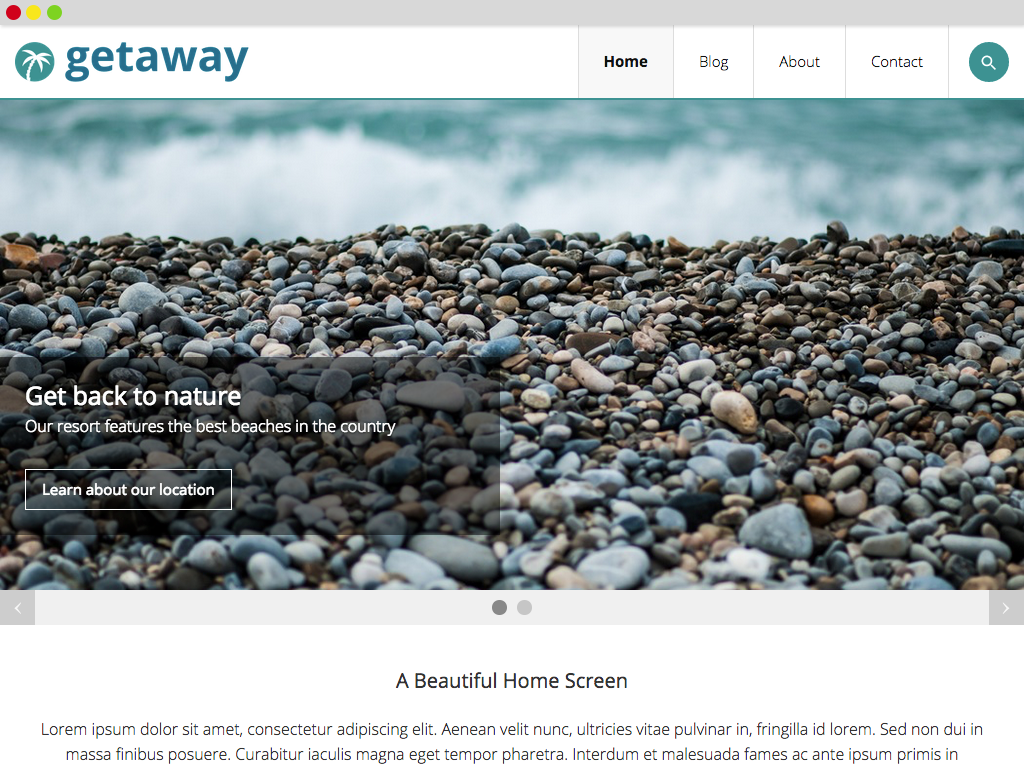 getaway
Home
Blog
About
Contact
Get back to nature
Our resort features the best beaches in the country
Learn about our location
A Beautiful Home Screen
Lorem ipsum dolor sit amet, consectetur adipiscing elit. Aenean velit nunc, ultricies vitae pulvinar in, fringilla id lorem. Sed non dui in
massa finibus posuere. Curabitur iaculis magna eget tempor pharetra. Interdum et malesuada fames ac ante ipsum primis in